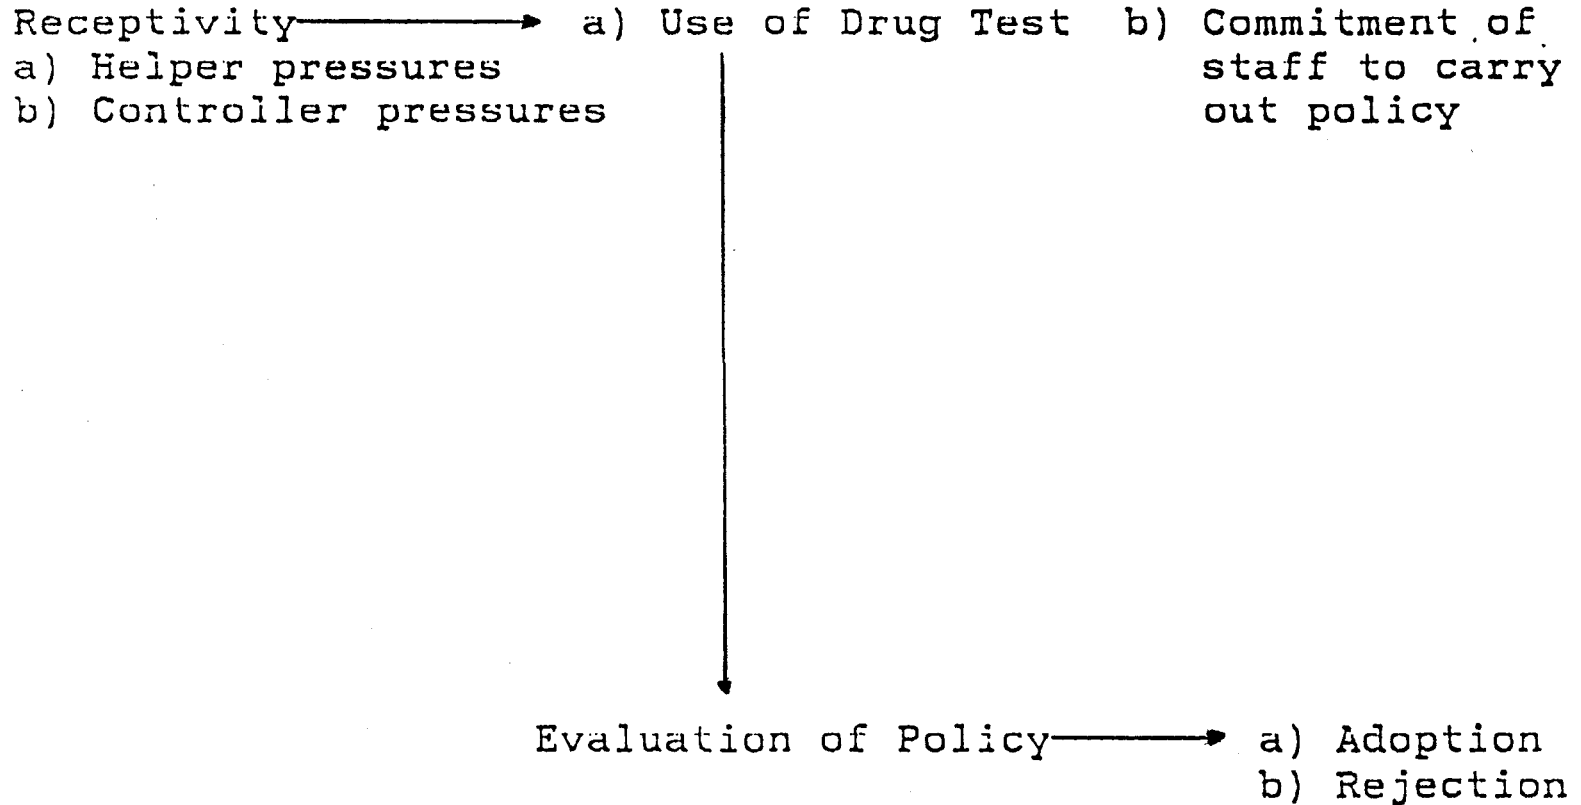 Receptivity a) Use of Drug Test b) Commitment of
a) Helper pressures staff to carry
b) Controller pressures out policy
Evaluation of Policy a) Adoption
b) Rejection